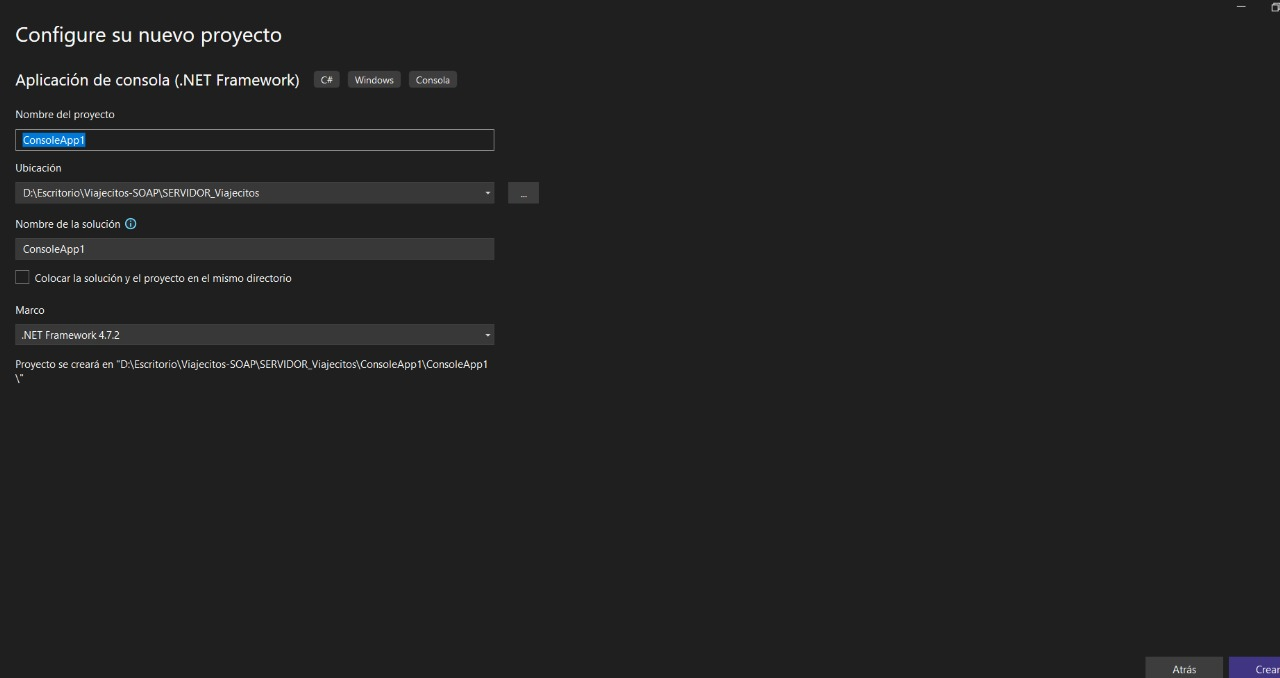 Configure su nuevo proyecto
Aplicación de consola (.NET Framework) C# Windows Consola
Nombre del proyecto
ConsoleApp1
Ubicación
D:\Escritorio\Viajecitos-SOAP\SERVIDOR_Viajecitos
...
Nombre de la solución
ConsoleApp1
Colocar la solución y el proyecto en el mismo directorio
Marco
.NET Framework 4.7.2
Proyecto se creará en "D:\Escritorio\Viajecitos-SOAP\SERVIDOR_Viajecitos\ConsoleApp1\ConsoleApp1
\"
Atrás Crear